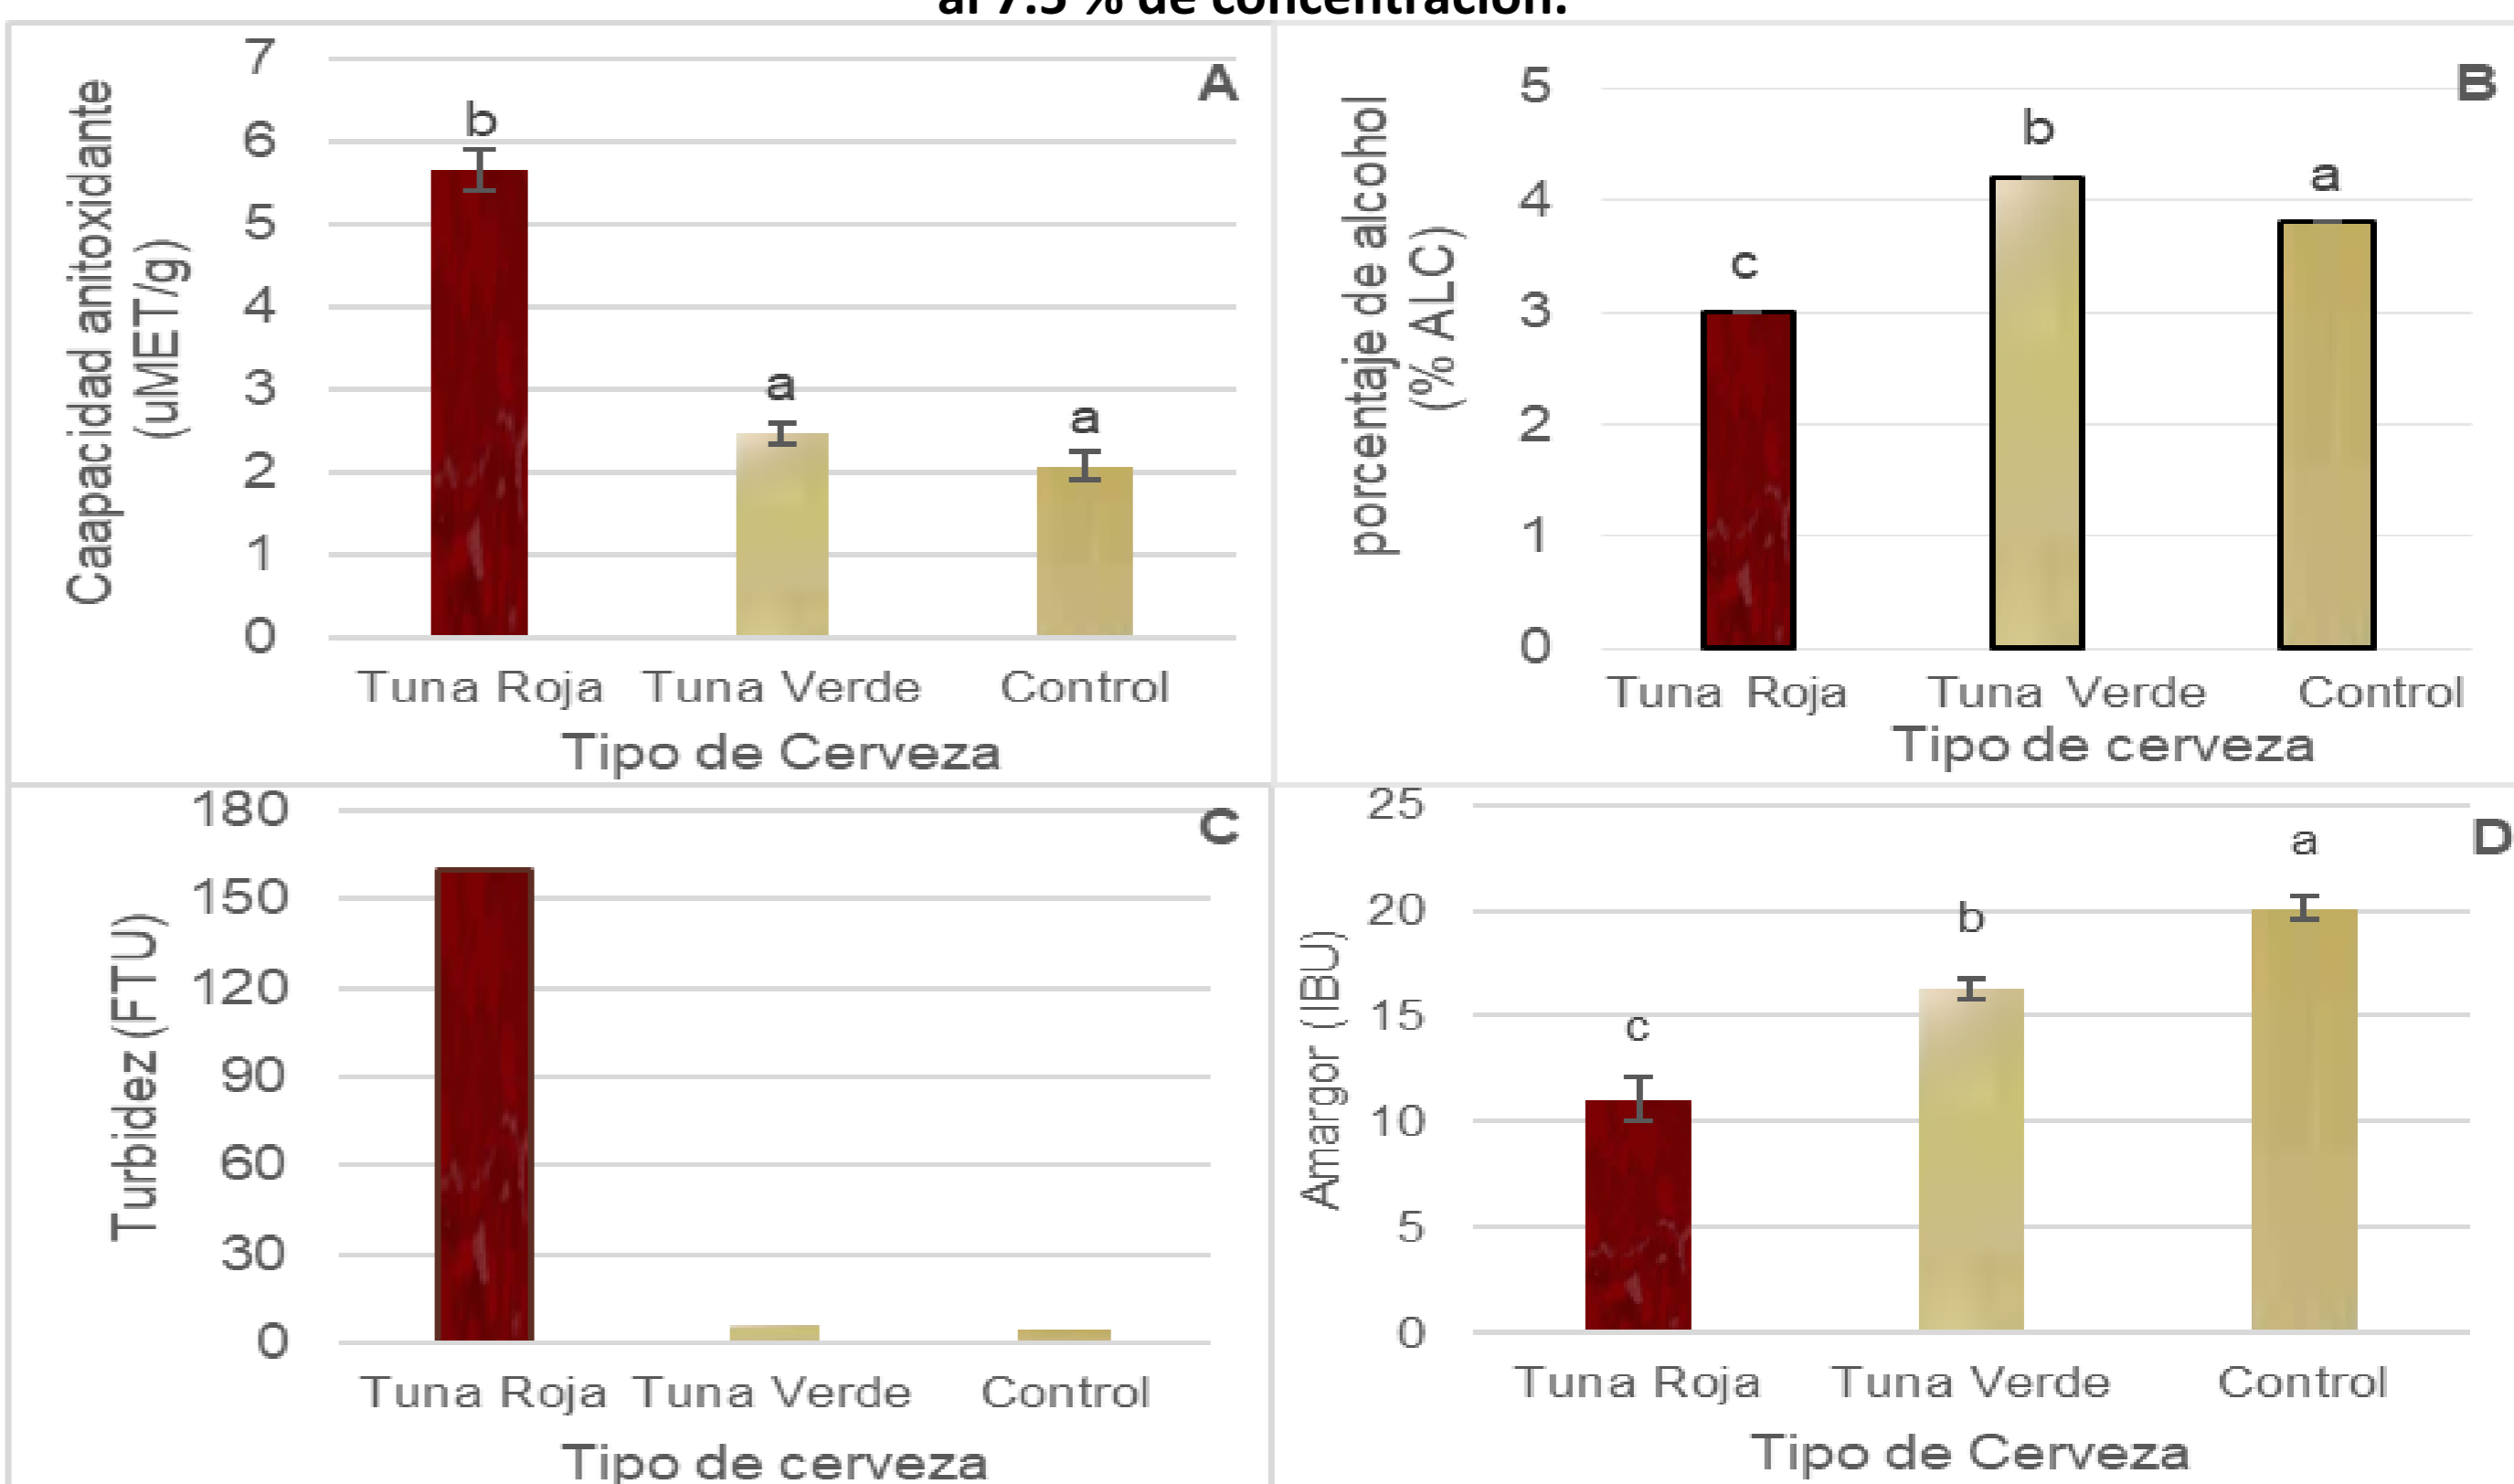 al 7.5 % de concentración.
A
Caapacidad anitoxidante
(uMET/g)
7
6
5
4
3
2
1
0
b
a
a
Tuna Roja
Tuna Verde
Control
Tipo de Cerveza
B
porcentaje de alcohol
(% ALC)
5
4
3
2
1
0
c
b
a
Tuna Roja
Tuna Verde
Control
Tipo de cerveza
C
Turbidez (FTU)
180
150
120
90
60
30
0
Tuna Roja
Tuna Verde
Control
Tipo de cerveza
D
Amargor (IBU)
25
20
15
10
5
0
c
b
a
Tuna Roja
Tuna Verde
Control
Tipo de Cerveza